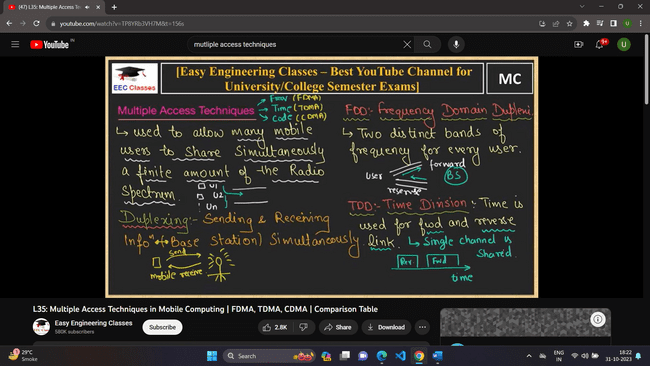 (47) L35: Multiple Access Tech
youtube.com/watch?v=TP8YRb3VH7M&t=156s
YouTube IN
mutliple access techniques
9+
U
EEC Classes
[Easy Engineering Classes – Best YouTube Channel for
University/College Semester Exams]
MC
Multiple Access Techniques
(FDMA)
Time (TDMA)
Code (CDMA)
↳ used to allow many mobile
users to share simultaneously
a finite amount of the Radio
Spectrum.
U1
U2
Un
Duplexing:- Sending & Receiving
Info" ↔ (Base Station) Simultaneously.
send
mobile receive
FDD:- Frequency Domain Duplexi
↳ Two distinct bands of
frequency for every user.
forward
user
BS
reverse
TDD:- Time Division:- Time is
used for fwd and reverse
link. ↳ Single channel is
shared.
Rev
Fwd
time
L35: Multiple Access Techniques in Mobile Computing | FDMA, TDMA, CDMA | Comparison Table
Easy Engineering Classes
580K subscribers
Subscribe
2.8K
Share
Download
29°C
Smoke
Search
ENG
IN
18:22
31-10-2023